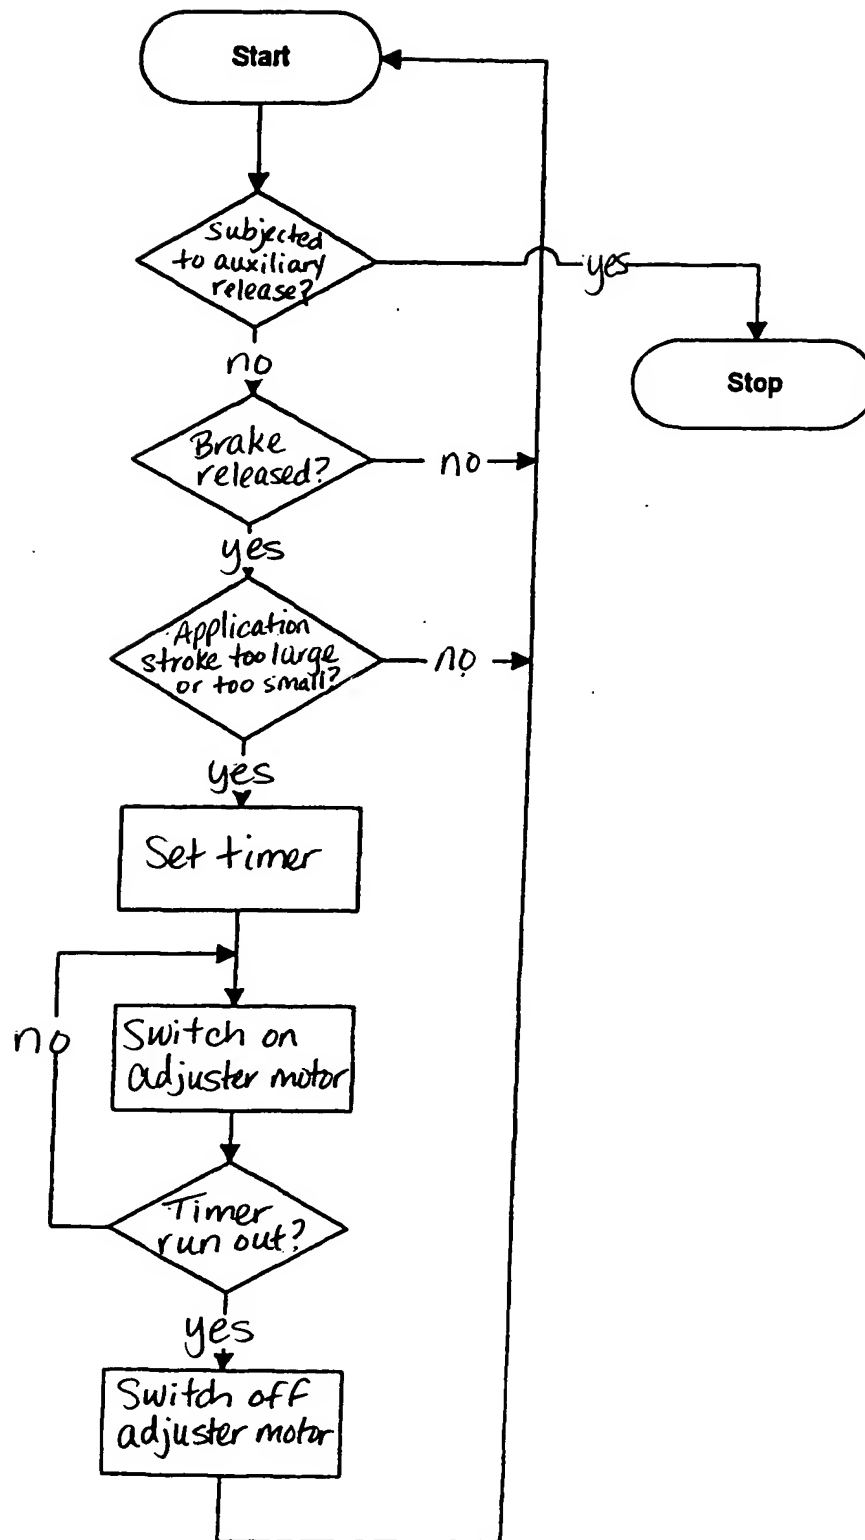 Start
Subjected
to auxiliary
release?
yes
Stop
no
Brake
released?
no
yes
Application
stroke too large
or too small?
no
yes
Set timer
no
Switch on
adjuster motor
Timer
run out?
yes
Switch off
adjuster motor